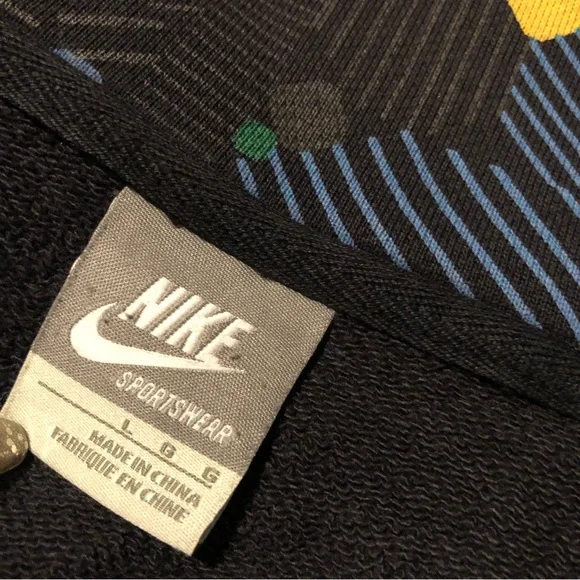 NIKE
SPORTSWEAR
L G G
MADE IN CHINA
FABRIQUE EN CHINE